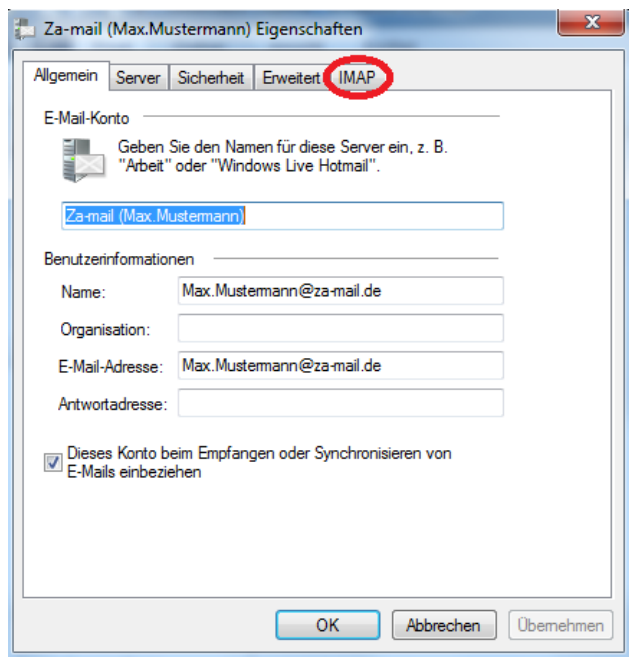 Za-mail (Max.Mustermann) Eigenschaften
Allgemein Server Sicherheit Erweitert IMAP
E-Mail-Konto
Geben Sie den Namen für diese Server ein, z. B.
"Arbeit" oder "Windows Live Hotmail".
Za-mail (Max.Mustermann)
Benutzerinformationen
Name: Max.Mustermann@za-mail.de
Organisation:
E-Mail-Adresse: Max.Mustermann@za-mail.de
Antwortadresse:
Dieses Konto beim Empfangen oder Synchronisieren von
E-Mails einbeziehen
OK Abbrechen Übernehmen